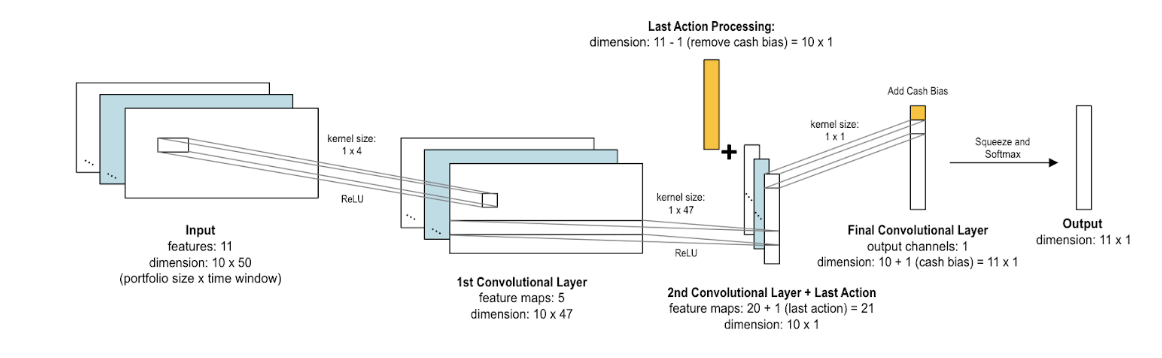 Last Action Processing:
dimension: 11 - 1 (remove cash bias) = 10 x 1
Add Cash Bias
kernel size:
1 x 4
ReLU
kernel size:
1 x 47
ReLU
kernel size:
1 x 1
Squeeze and
Softmax
Input
features: 11
dimension: 10 x 50
(portfolio size x time window)
1st Convolutional Layer
feature maps: 5
dimension: 10 x 47
2nd Convolutional Layer + Last Action
feature maps: 20 + 1 (last action) = 21
dimension: 10 x 1
Final Convolutional Layer
output channels: 1
dimension: 10 + 1 (cash bias) = 11 x 1
Output
dimension: 11 x 1